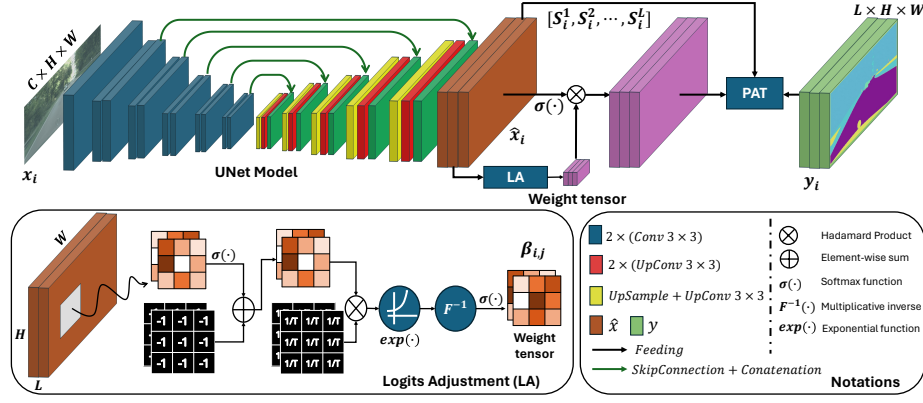 C × H × W
x_i
UNet Model
[S_i^1, S_i^2, ⋯, S_i^L]
x̂_i
σ(·)
LA
Weight tensor
PAT
L × H × W
y_i
W
H
L
σ(·)
-1 -1 -1
-1 -1 -1
-1 -1 -1
1/T 1/T 1/T
1/T 1/T 1/T
1/T 1/T 1/T
exp(·)
F⁻¹
σ(·)
β_{i,j}
Weight
tensor
Logits Adjustment (LA)
2 × (Conv 3 × 3)
2 × (UpConv 3 × 3)
UpSample + UpConv 3 × 3
x̂ y
Feeding
SkipConnection + Conatenation
Hadamard Product
Element-wise sum
σ(·) Softmax function
F⁻¹(·) Multiplicative inverse
exp(·) Exponential function
Notations